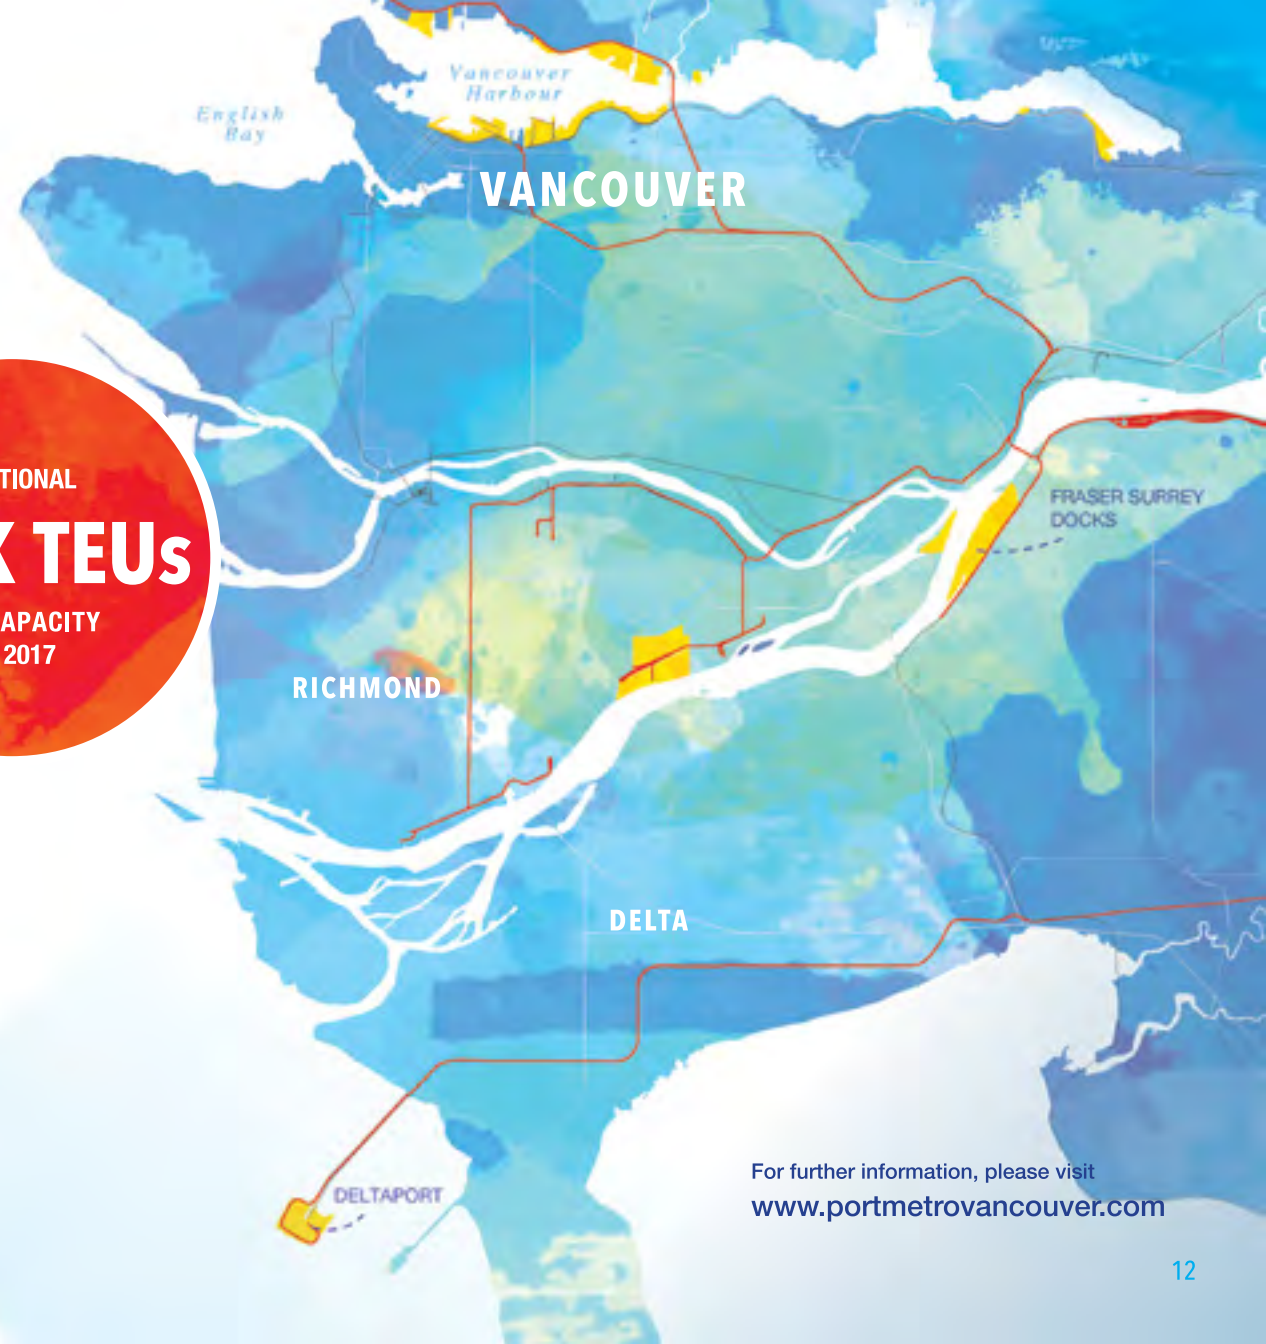 Vancouver
Harbour
English
Bay
VANCOUVER
TIONAL
K TEUs
APACITY
2017
FRASER SURREY
DOCKS
RICHMOND
DELTA
DELTAPORT
For further information, please visit
www.portmetrovancouver.com
12